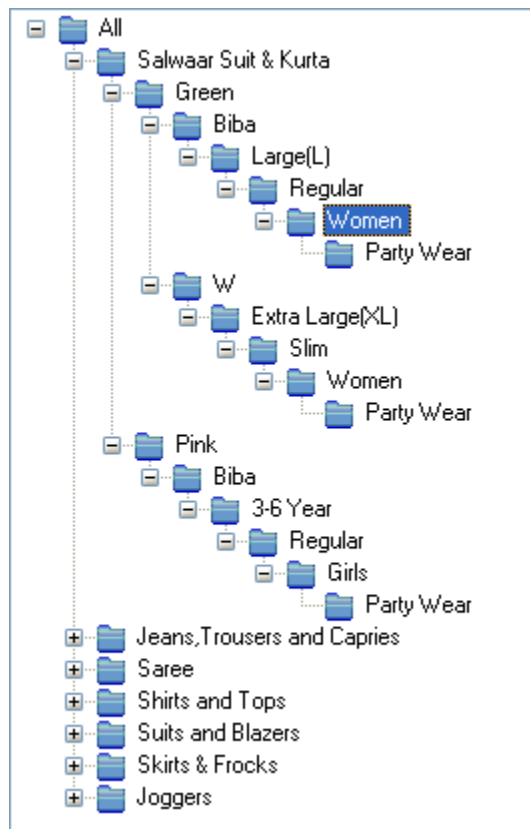 All
Salwaar Suit & Kurta
Green
Biba
Large(L)
Regular
Women
Party Wear
W
Extra Large(XL)
Slim
Women
Party Wear
Pink
Biba
3-6 Year
Regular
Girls
Party Wear
Jeans,Trousers and Capries
Saree
Shirts and Tops
Suits and Blazers
Skirts & Frocks
Joggers